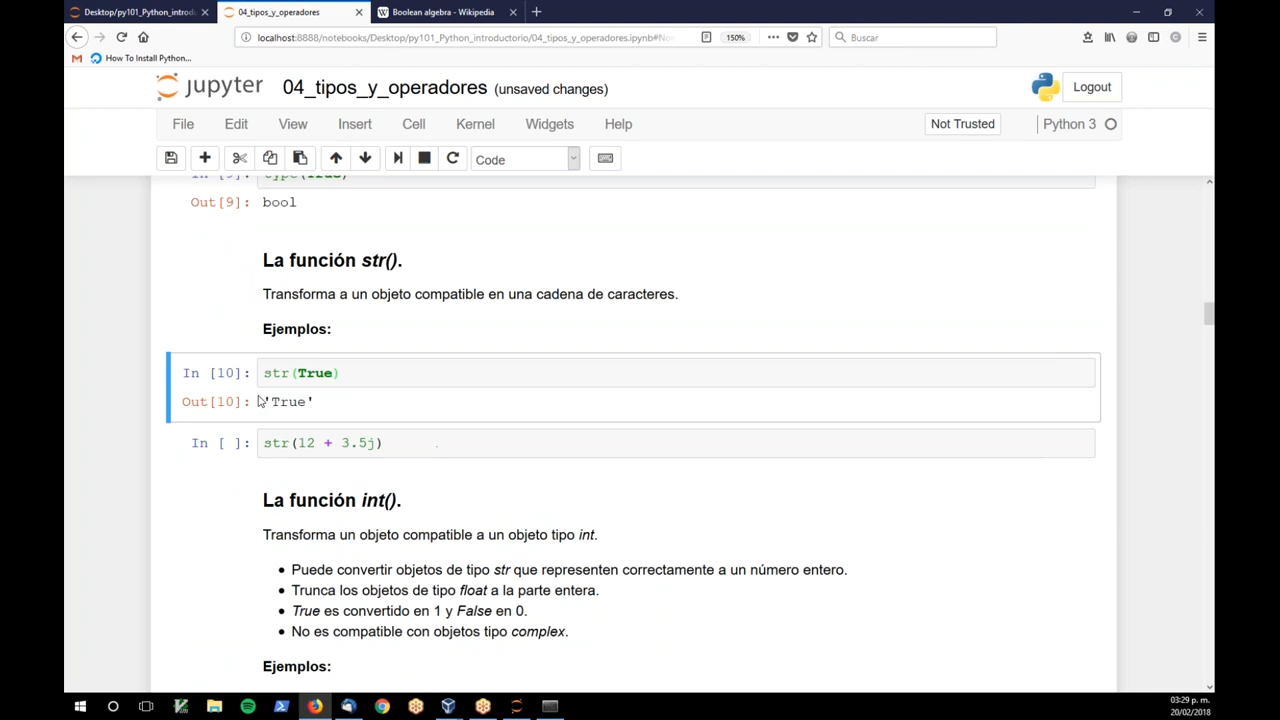 Desktop/py101_Python_introd
04_tipos_y_operadores
Boolean algebra - Wikipedia
localhost:8888/notebooks/Desktop/py101_Python_introductorio/04_tipos_y_operadores.ipynb#No
150%
Buscar
How To Install Python...
jupyter 04_tipos_y_operadores (unsaved changes)
Logout
File Edit View Insert Cell Kernel Widgets Help
Not Trusted
Python 3
Code
In [9]: type(True)
Out[9]: bool
La función str().
Transforma a un objeto compatible en una cadena de caracteres.
Ejemplos:
In [10]: str(True)
Out[10]: 'True'
In [ ]: str(12 + 3.5j)
La función int().
Transforma un objeto compatible a un objeto tipo int.
• Puede convertir objetos de tipo str que representen correctamente a un número entero.
• Trunca los objetos de tipo float a la parte entera.
• True es convertido en 1 y False en 0.
• No es compatible con objetos tipo complex.
Ejemplos:
03:29 p. m.
20/02/2018